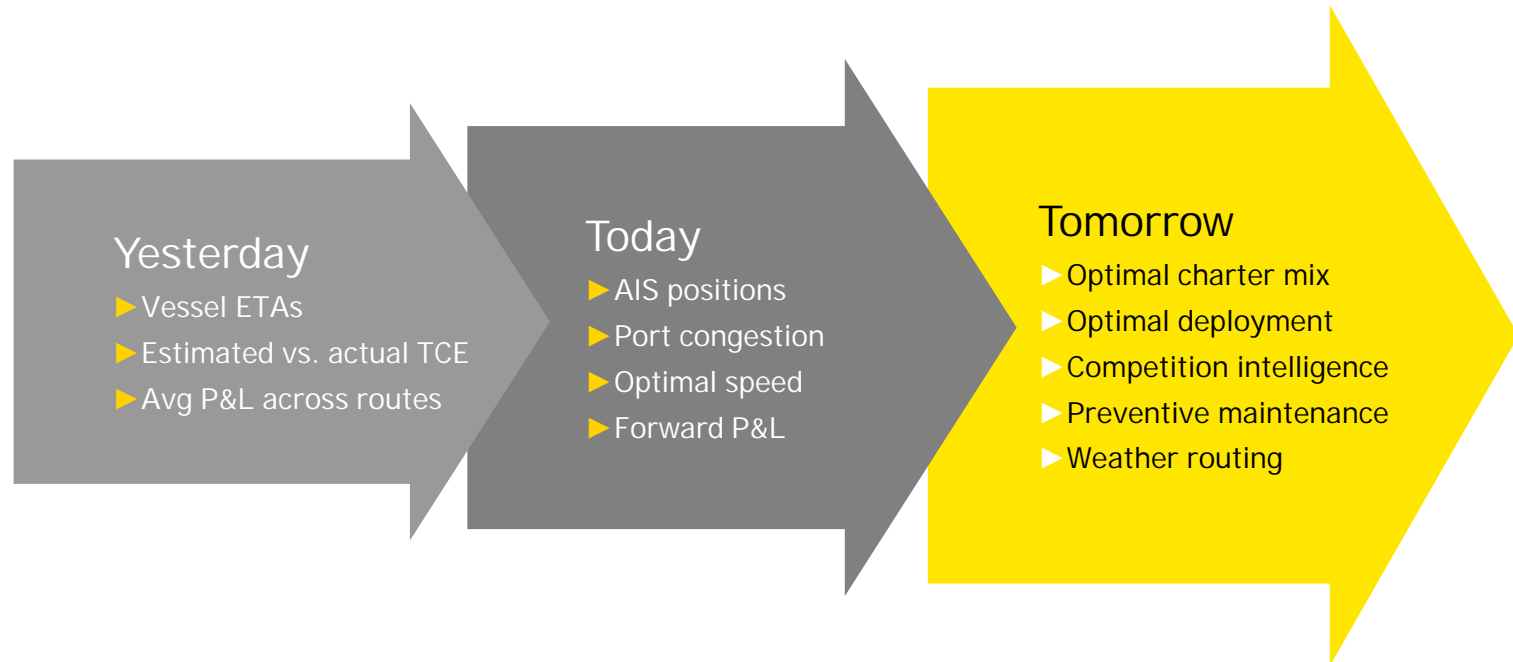 Yesterday
►Vessel ETAs
►Estimated vs. actual TCE
►Avg P&L across routes
Today
►AIS positions
►Port congestion
►Optimal speed
►Forward P&L
Tomorrow
►Optimal charter mix
►Optimal deployment
►Competition intelligence
►Preventive maintenance
►Weather routing